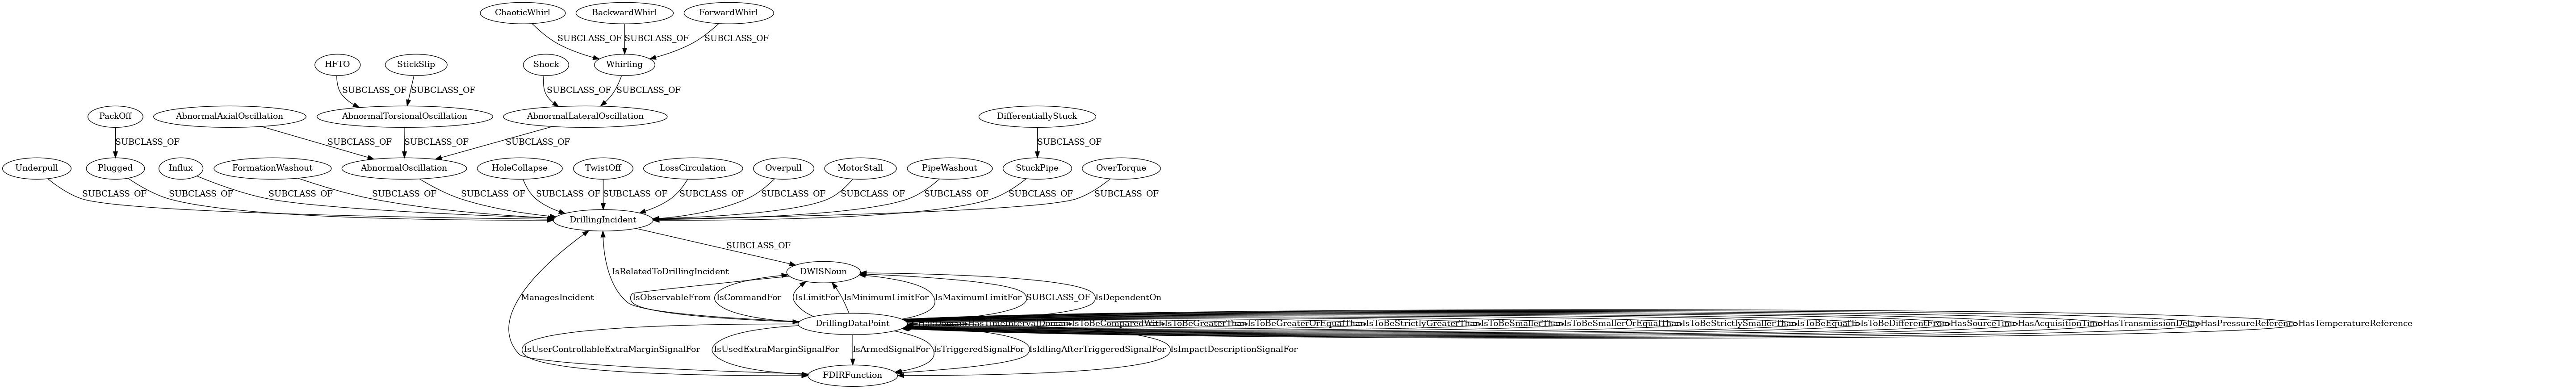 ChaoticWhirl
BackwardWhirl
ForwardWhirl
SUBCLASS_OF
SUBCLASS_OF
SUBCLASS_OF
HFTO
StickSlip
Shock
Whirling
SUBCLASS_OF
SUBCLASS_OF
SUBCLASS_OF
SUBCLASS_OF
PackOff
AbnormalAxialOscillation
AbnormalTorsionalOscillation
AbnormalLateralOscillation
DifferentiallyStuck
SUBCLASS_OF
SUBCLASS_OF
SUBCLASS_OF
SUBCLASS_OF
SUBCLASS_OF
Underpull
Plugged
Influx
FormationWashout
AbnormalOscillation
HoleCollapse
TwistOff
LossCirculation
Overpull
MotorStall
PipeWashout
StuckPipe
OverTorque
SUBCLASS_OF
SUBCLASS_OF
SUBCLASS_OF
SUBCLASS_OF
SUBCLASS_OF
SUBCLASS_OF
SUBCLASS_OF
SUBCLASS_OF
SUBCLASS_OF
SUBCLASS_OF
SUBCLASS_OF
SUBCLASS_OF
SUBCLASS_OF
DrillingIncident
SUBCLASS_OF
IsRelatedToDrillingIncident
DWISNoun
ManagesIncident
IsObservableFrom
IsCommandFor
IsLimitFor
IsMinimumLimitFor
IsMaximumLimitFor
SUBCLASS_OF
IsDependentOn
DrillingDataPoint
HasTimeIntervalDomain
IsToBeComparedWith
IsToBeGreaterThan
IsToBeGreaterOrEqualThan
IsToBeStrictlyGreaterThan
IsToBeSmallerThan
IsToBeSmallerOrEqualThan
IsToBeStrictlySmallerThan
IsToBeEqualTo
IsToBeDifferentFrom
HasSourceTime
HasAcquisitionTime
HasTransmissionDelay
HasPressureReference
HasTemperatureReference
IsUserControllableExtraMarginSignalFor
IsUsedExtraMarginSignalFor
IsArmedSignalFor
IsTriggeredSignalFor
IsIdlingAfterTriggeredSignalFor
IsImpactDescriptionSignalFor
FDIRFunction